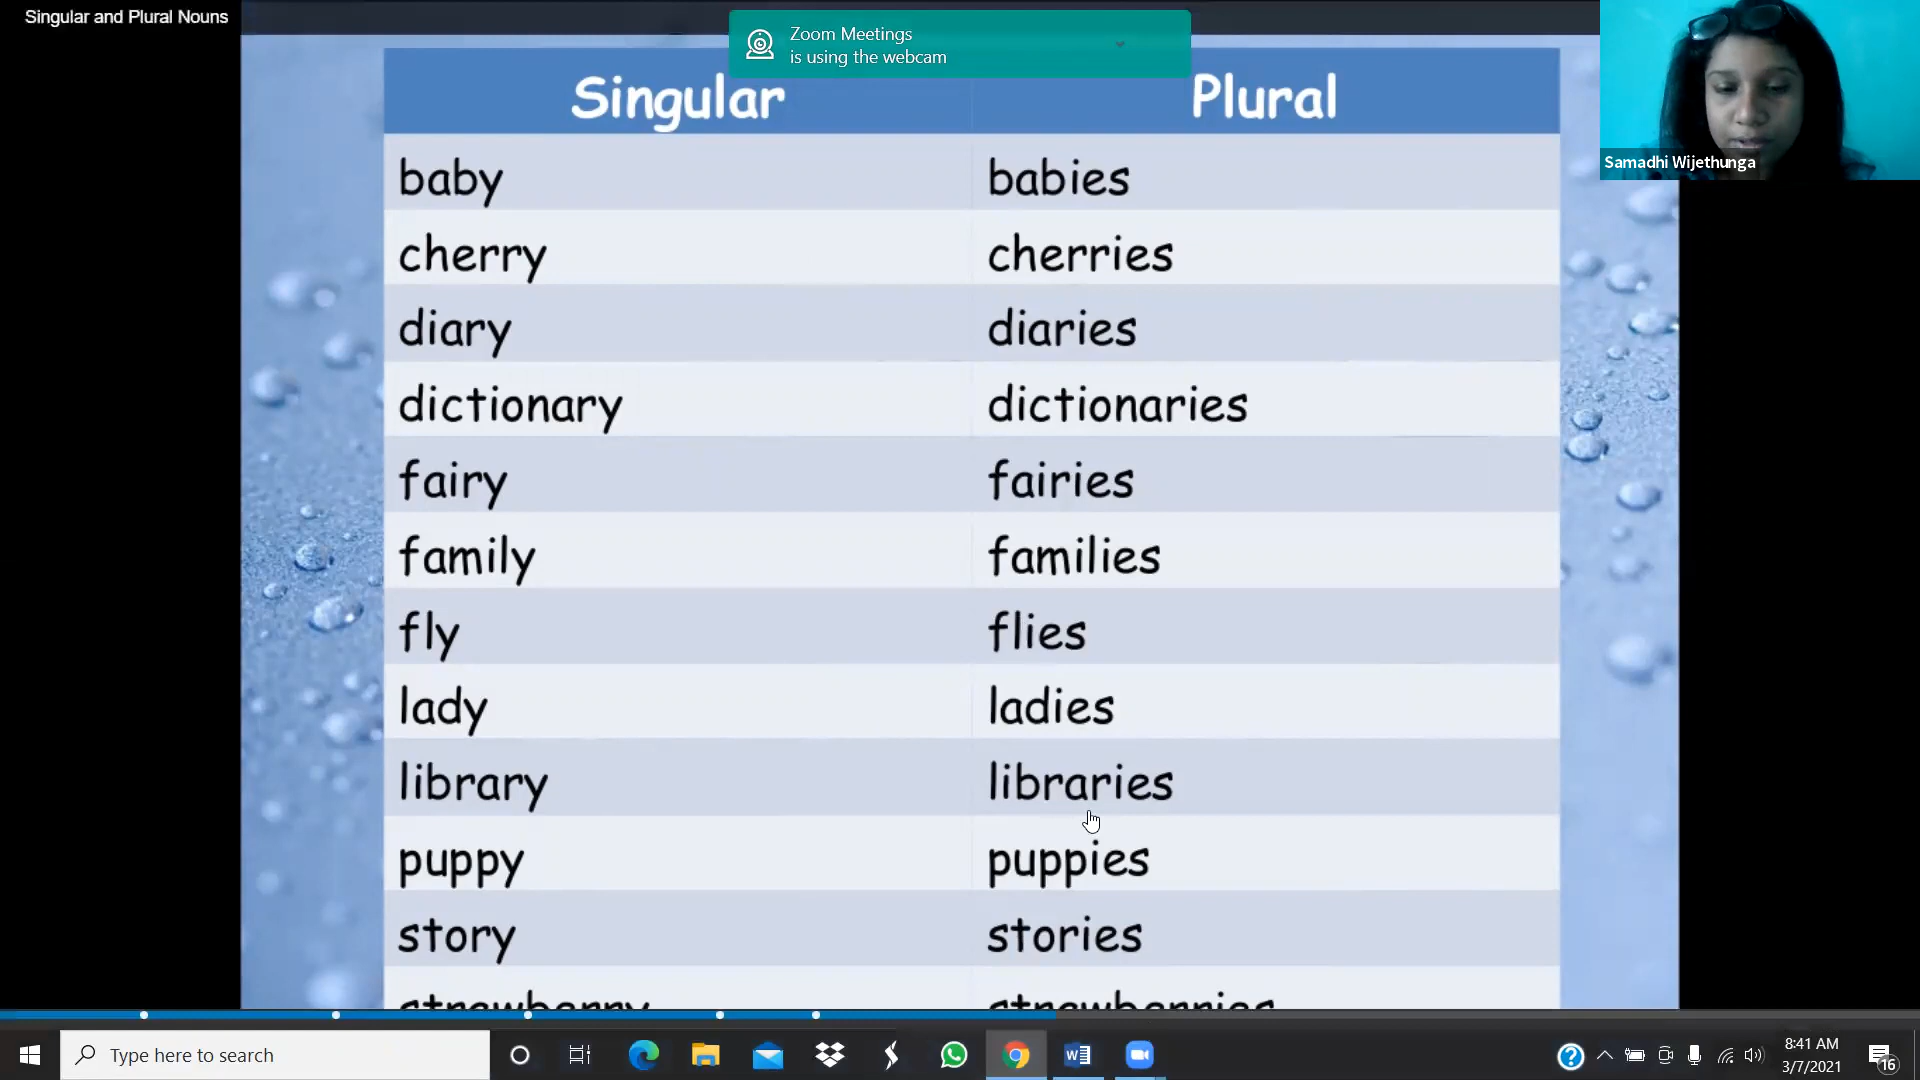 Singular and Plural Nouns
Zoom Meetings
is using the webcam
Singular Plural
Samadhi Wijethunga
baby babies
cherry cherries
diary diaries
dictionary dictionaries
fairy fairies
family families
fly flies
lady ladies
library libraries
puppy puppies
story stories
strawberry strawberries
Type here to search
8:41 AM
3/7/2021
16